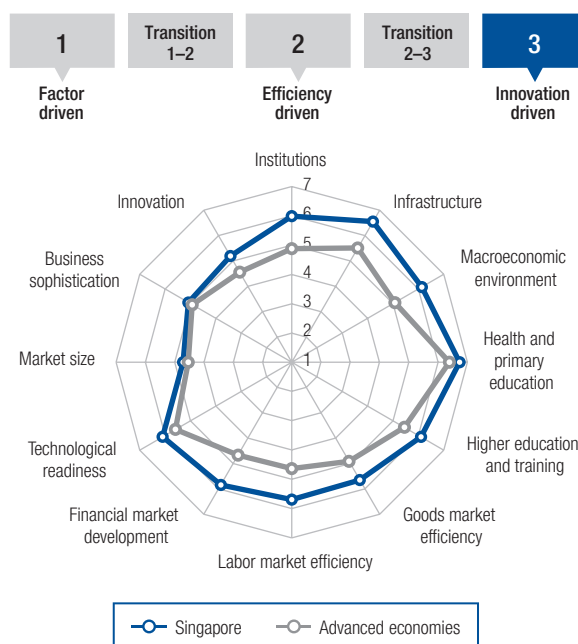 1
Transition
1–2
2
Transition
2–3
3
Factor
driven
Efficiency
driven
Innovation
driven
Institutions
7
Innovation
Infrastructure
6
Business
sophistication
5
Macroeconomic
environment
4
3
2
Market size
1
Health and
primary
education
Technological
readiness
Higher education
and training
Financial market
development
Goods market
efficiency
Labor market efficiency
Singapore
Advanced economies